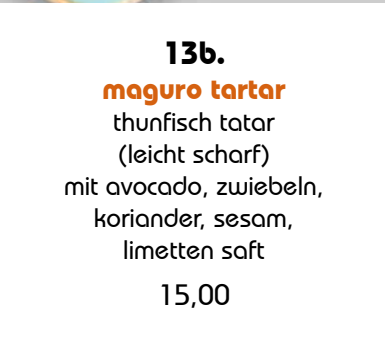 13b.
maguro tartar
thunfisch tatar
(leicht scharf)
mit avocado, zwiebeln,
koriander, sesam,
limetten saft
15,00